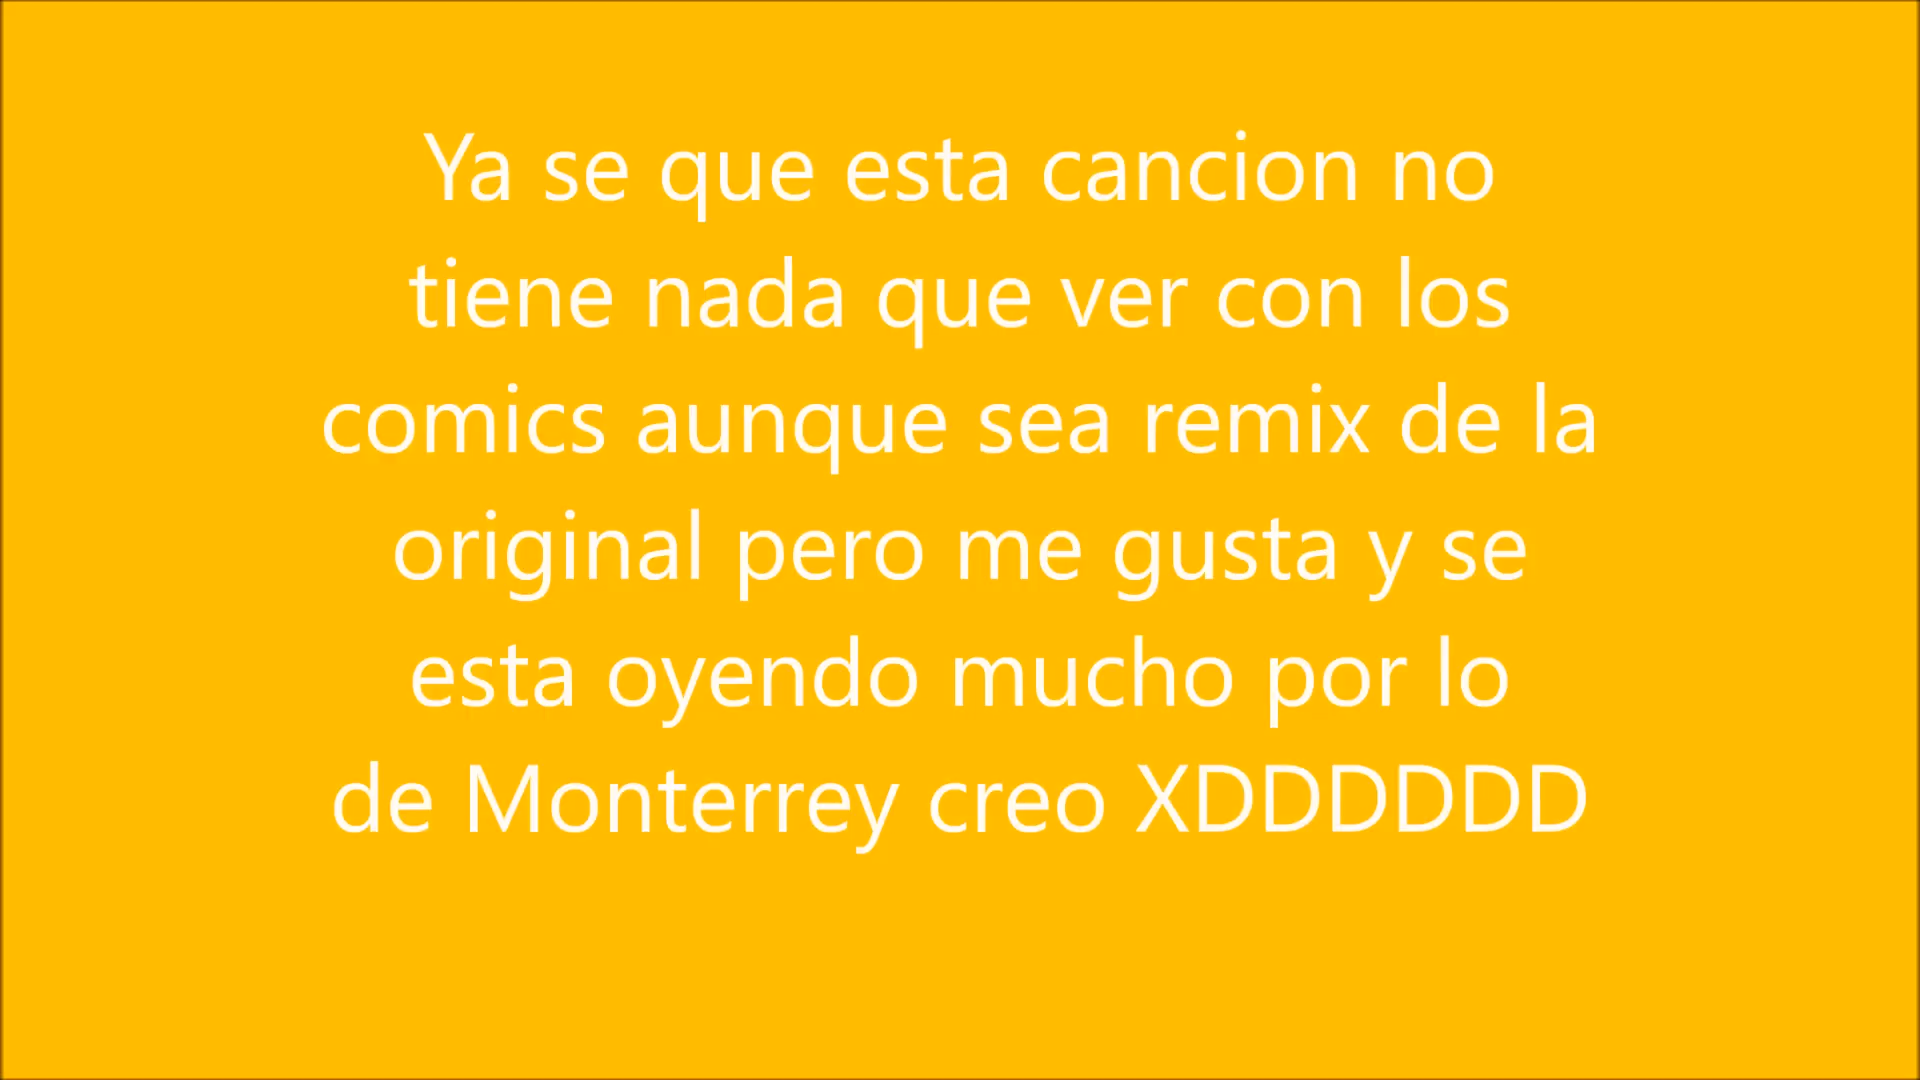 Ya se que esta cancion no
tiene nada que ver con los
comics aunque sea remix de la
original pero me gusta y se
esta oyendo mucho por lo
de Monterrey creo XDDDDDD